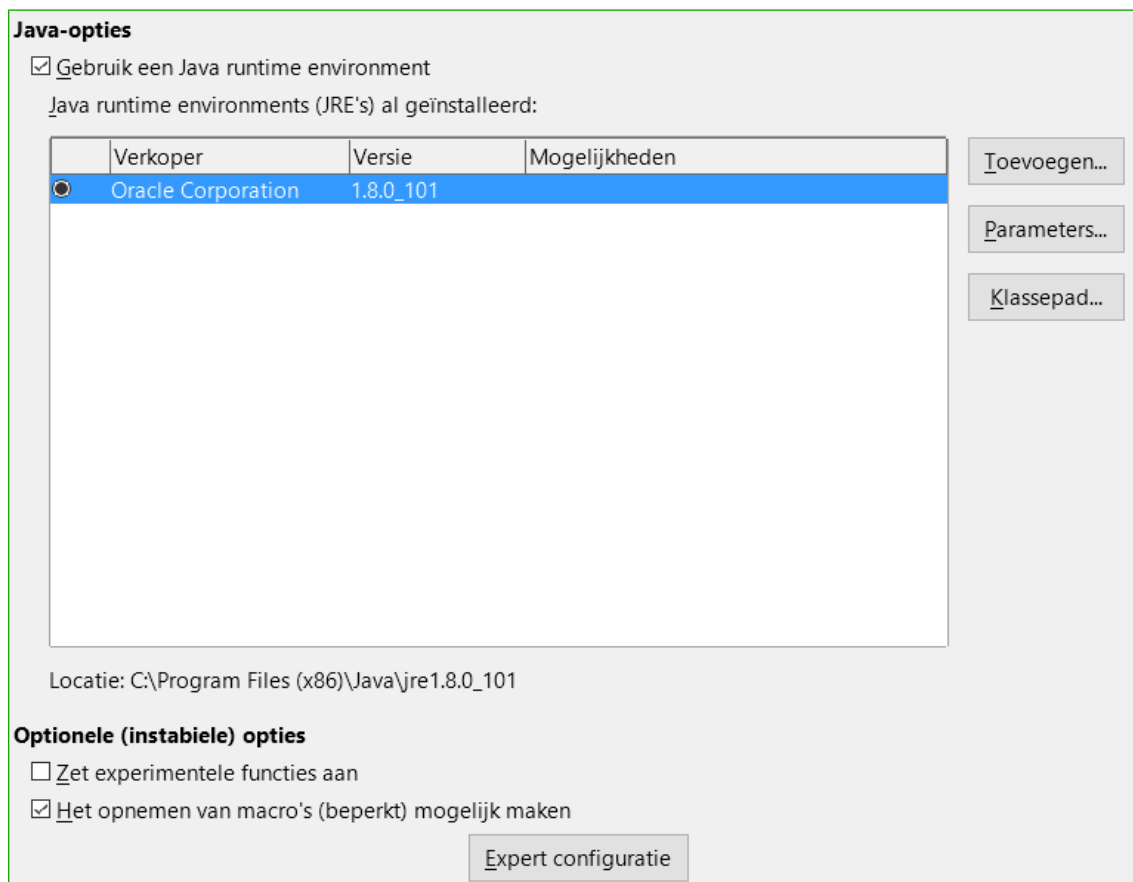 Java-opties
Gebruik een Java runtime environment
Java runtime environments (JRE's) al geïnstalleerd:
Verkoper Versie Mogelijkheden
Oracle Corporation 1.8.0_101
Toevoegen...
Parameters...
Klassepad...
Locatie: C:\Program Files (x86)\Java\jre1.8.0_101
Optionele (instabiele) opties
Zet experimentele functies aan
Het opnemen van macro's (beperkt) mogelijk maken
Expert configuratie